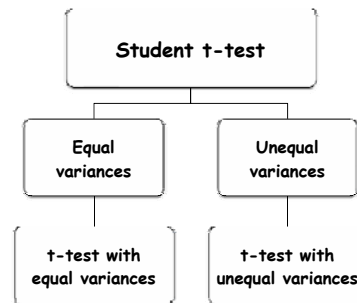 Student t-test
Equal
variances
Unequal
variances
t-test with
equal variances
t-test with
unequal variances